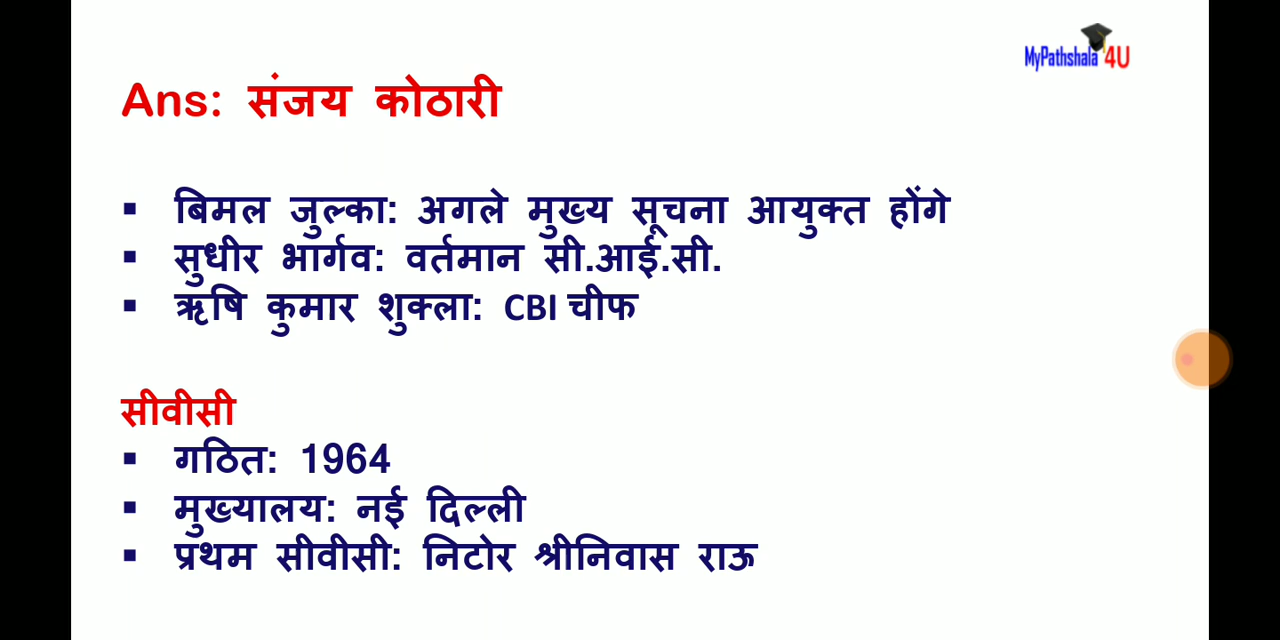 MyPathshala 4U
Ans: संजय कोठारी
▪ बिमल जुल्का: अगले मुख्य सूचना आयुक्त होंगे
▪ सुधीर भार्गव: वर्तमान सी.आई.सी.
▪ ऋषि कुमार शुक्ला: CBI चीफ
सीवीसी
▪ गठित: 1964
▪ मुख्यालय: नई दिल्ली
▪ प्रथम सीवीसी: निटोर श्रीनिवास राऊ